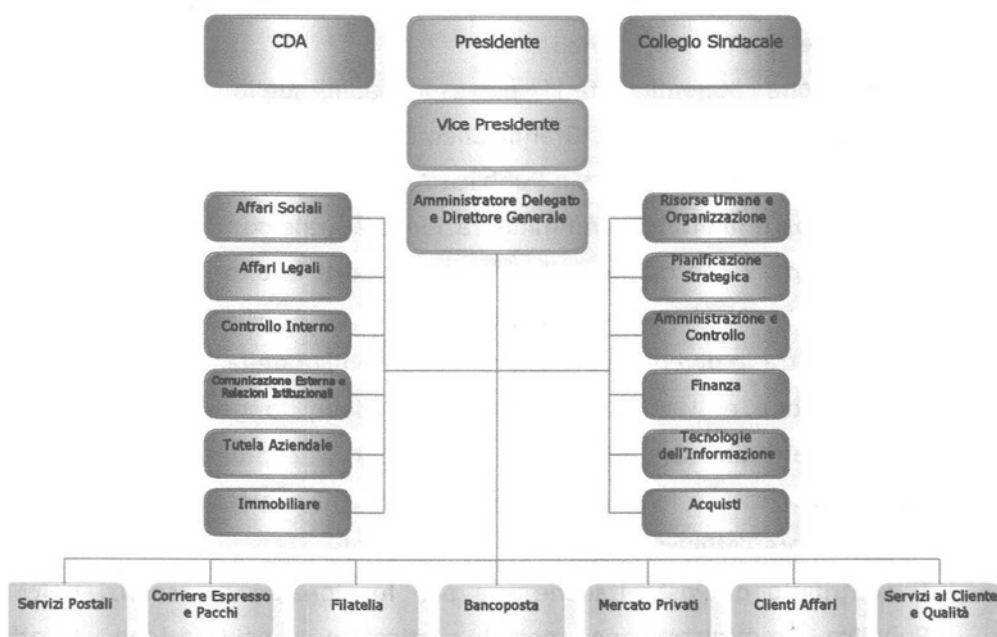 CDA
Presidente
Collegio Sindacale
Vice Presidente
Amministratore Delegato
e Direttore Generale
Affari Sociali
Affari Legali
Controllo Interno
Comunicazione Esterna e
Relazioni Istituzionali
Tutela Aziendale
Immobiliare
Risorse Umane e
Organizzazione
Pianificazione
Strategica
Amministrazione e
Controllo
Finanza
Tecnologie
dell'Informazione
Acquisti
Servizi Postali
Corriere Espresso
e Pacchi
Filatelia
Bancoposta
Mercato Privati
Clienti Affari
Servizi al Cliente
e Qualità